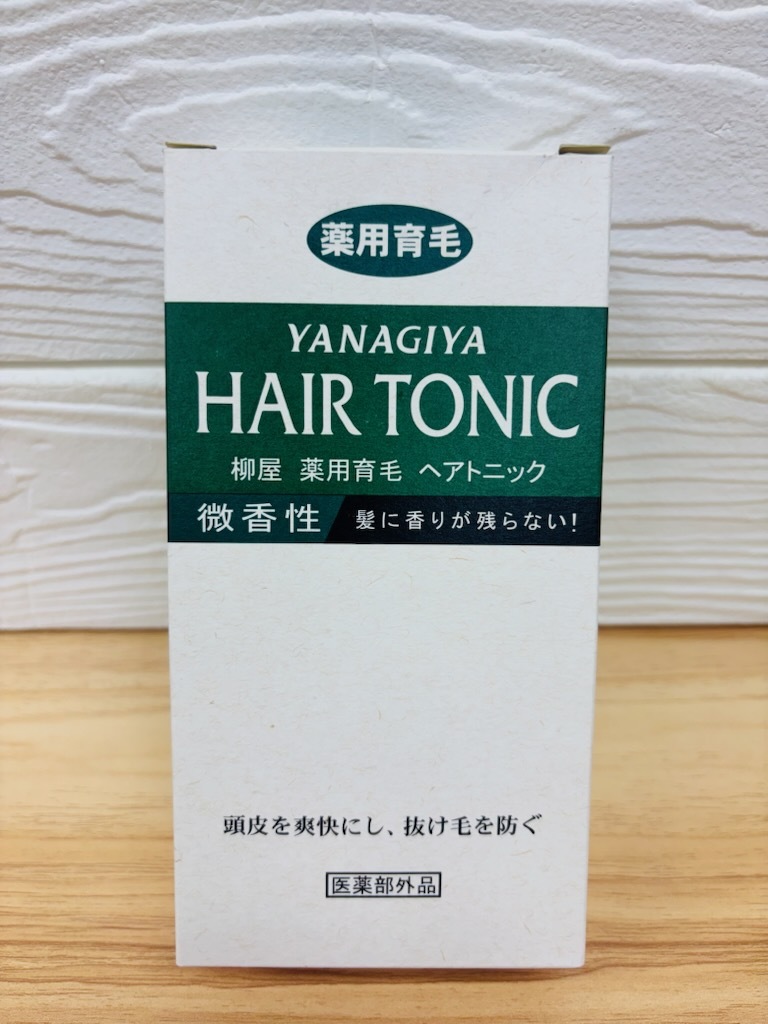 薬用育毛
YANAGIYA
HAIR TONIC
柳屋 薬用育毛 ヘアトニック
微香性 髪に香りが残らない!
頭皮を爽快にし、抜け毛を防ぐ
医薬部外品